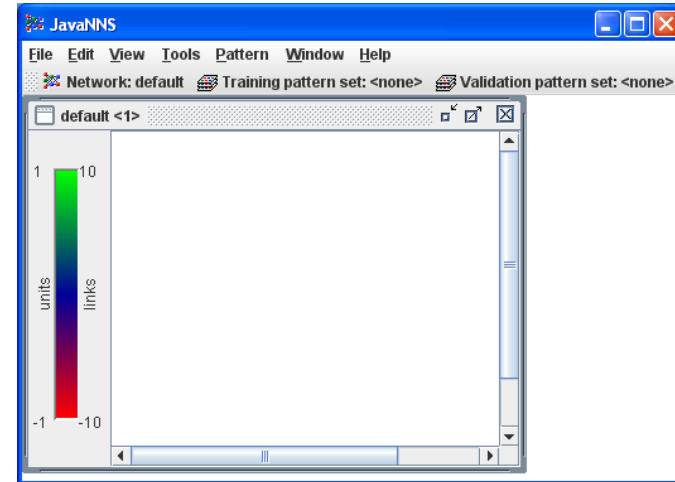 JavaNNS
File Edit View Tools Pattern Window Help
Network: default Training pattern set: <none> Validation pattern set: <none>
default <1>
1 10
units links
-1 -10